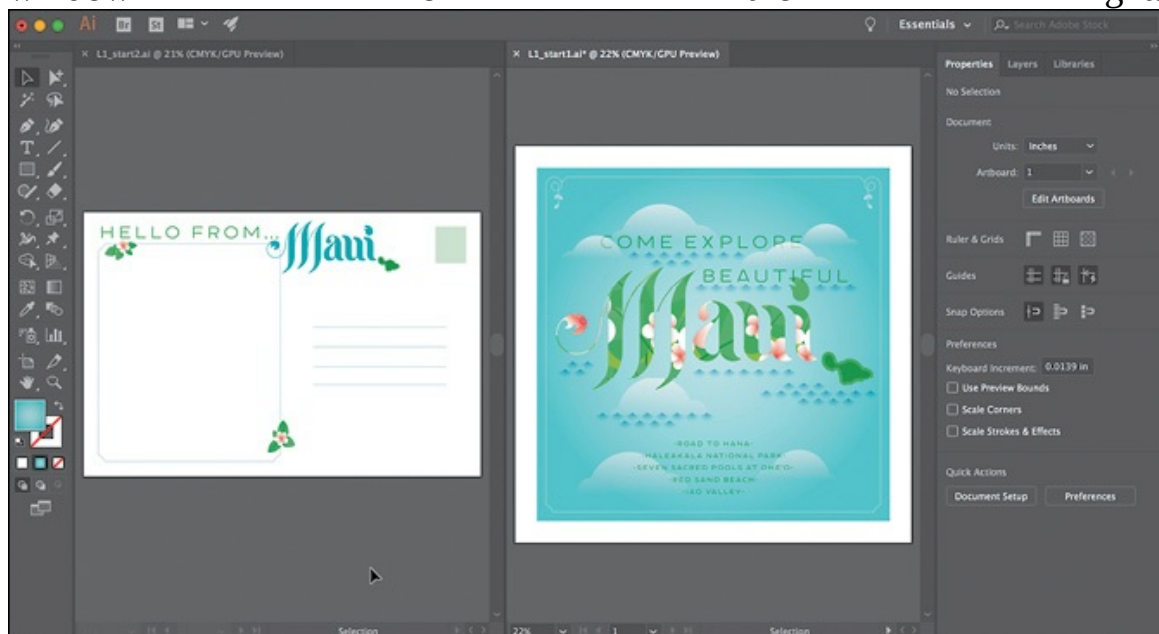 Ai Br St Essentials Search Adobe Stock
× L1_start2.ai @ 21% (CMYK/GPU Preview)
× L1_start1.ai* @ 22% (CMYK/GPU Preview)
Properties Layers Libraries
No Selection
Document
Units: Inches
Artboard: 1
Edit Artboards
Ruler & Grids
Guides
Snap Options
Preferences
Keyboard Increment: 0.0139 in
Use Preview Bounds
Scale Corners
Scale Strokes & Effects
Quick Actions
Document Setup Preferences
HELLO FROM... Maui
COME EXPLORE
BEAUTIFUL
Maui
-ROAD TO HANA-
-HALEAKALA NATIONAL PARK-
-SEVEN SACRED POOLS AT OHE'O-
-RED SAND BEACH-
-IAO VALLEY-
Selection
22% 1 Selection